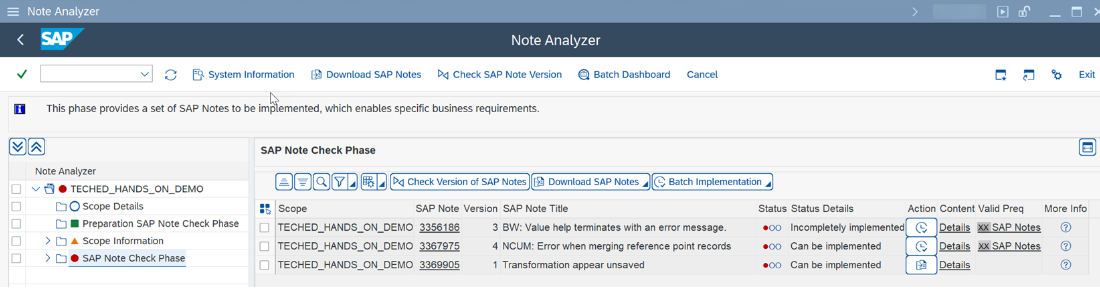 Note Analyzer
SAP Note Analyzer
System Information Download SAP Notes Check SAP Note Version Batch Dashboard Cancel Exit
This phase provides a set of SAP Notes to be implemented, which enables specific business requirements.
SAP Note Check Phase
Note Analyzer
TECHED_HANDS_ON_DEMO
Scope Details
Preparation SAP Note Check Phase
Scope Information
SAP Note Check Phase
Check Version of SAP Notes Download SAP Notes Batch Implementation
Scope SAP Note Version SAP Note Title Status Status Details Action Content Valid Preq More Info
TECHED_HANDS_ON_DEMO 3356186 3 BW: Value help terminates with an error message. Incompletely implemented Details XX SAP Notes
TECHED_HANDS_ON_DEMO 3367975 4 NCUM: Error when merging reference point records Can be implemented Details XX SAP Notes
TECHED_HANDS_ON_DEMO 3369905 1 Transformation appear unsaved Can be implemented Details